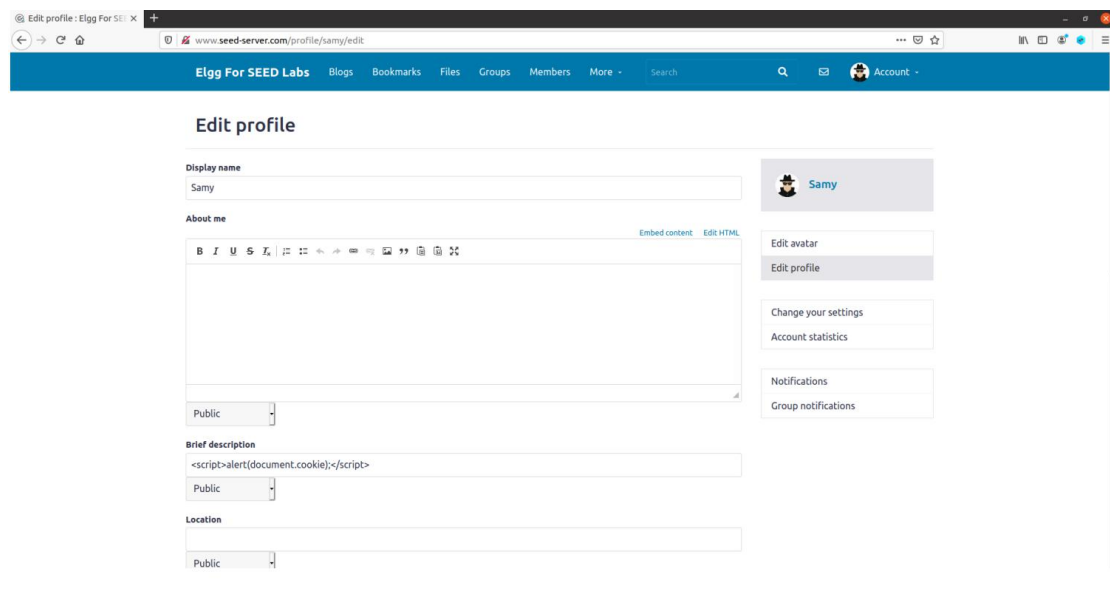 Edit profile : Elgg For SE
www.seed-server.com/profile/samy/edit
Elgg For SEED Labs Blogs Bookmarks Files Groups Members More Search Account
Edit profile
Display name
Samy
Samy
About me
Embed content Edit HTML
B I U S Ix
Edit avatar
Edit profile
Change your settings
Account statistics
Notifications
Group notifications
Public
Brief description
<script>alert(document.cookie);</script>
Public
Location
Public